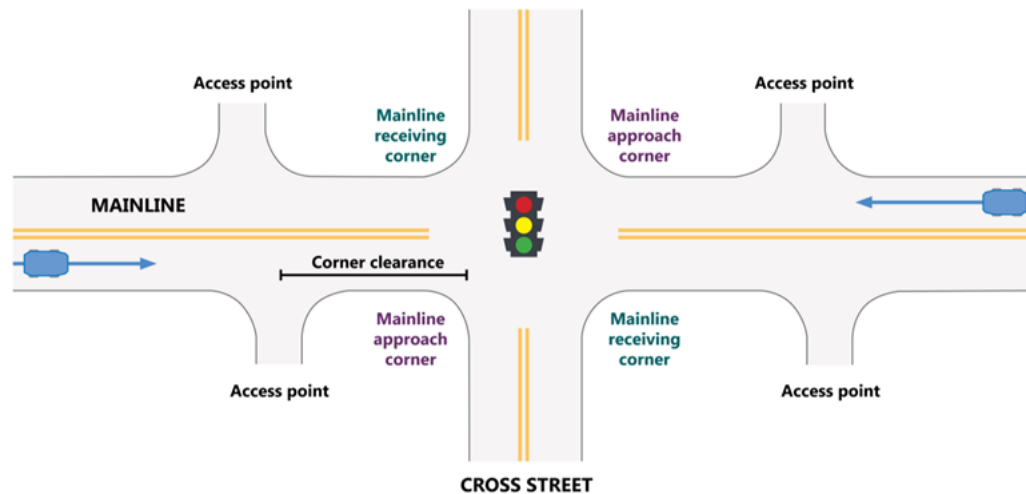 Access point
Access point
Mainline
receiving
corner
Mainline
approach
corner
MAINLINE
Corner clearance
Mainline
approach
corner
Mainline
receiving
corner
Access point
Access point
CROSS STREET